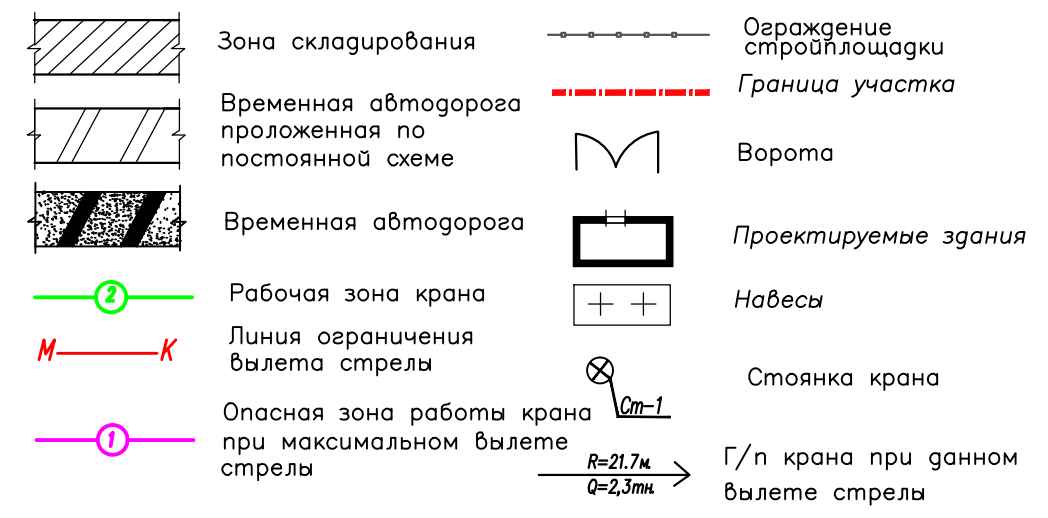 Зона складирования
Временная автодорога
проложенная по
постоянной схеме
Временная автодорога
2
Рабочая зона крана
М К
Линия ограничения
вылета стрелы
1
Опасная зона работы крана
при максимальном вылете
стрелы
Ограждение
стройплощадки
Граница участка
Ворота
Проектируемые здания
Навесы
Ст-1
Стоянка крана
R=21.7м.
Q=2,3тн.
Г/п крана при данном
вылете стрелы